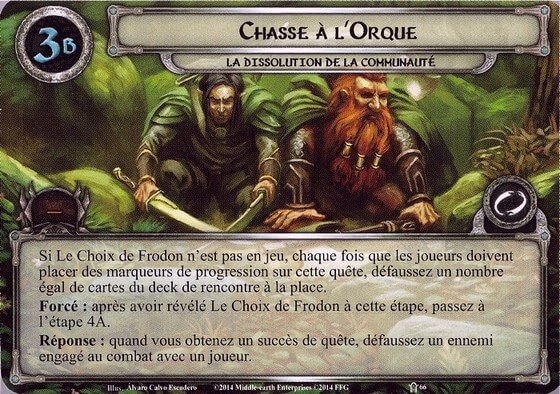 3B
CHASSE À L'ORQUE
LA DISSOLUTION DE LA COMMUNAUTÉ
–
Si Le Choix de Frodon n'est pas en jeu, chaque fois que les joueurs doivent
placer des marqueurs de progression sur cette quête, défaussez un nombre
égal de cartes du deck de rencontre à la place.
Forcé : après avoir révélé Le Choix de Frodon à cette étape, passez à
l'étape 4A.
Réponse : quand vous obtenez un succès de quête, défaussez un ennemi
engagé au combat avec un joueur.
Illus. Álvaro Calvo Escudero ©2014 Middle-earth Enterprises ©2014 FFG 66